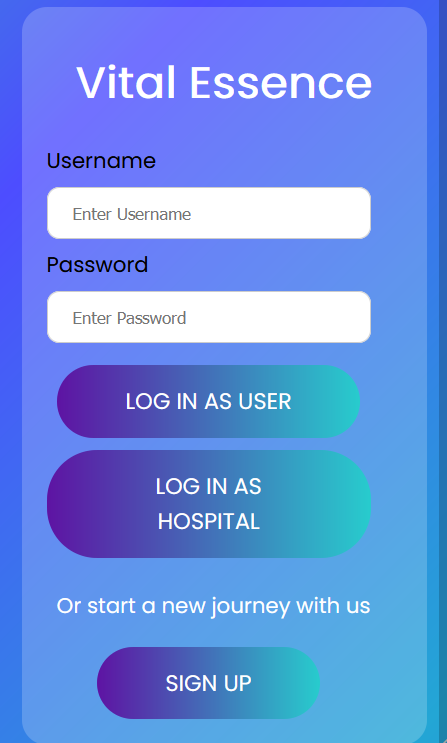 Vital Essence
Username
Enter Username
Password
Enter Password
LOG IN AS USER
LOG IN AS
HOSPITAL
Or start a new journey with us
SIGN UP